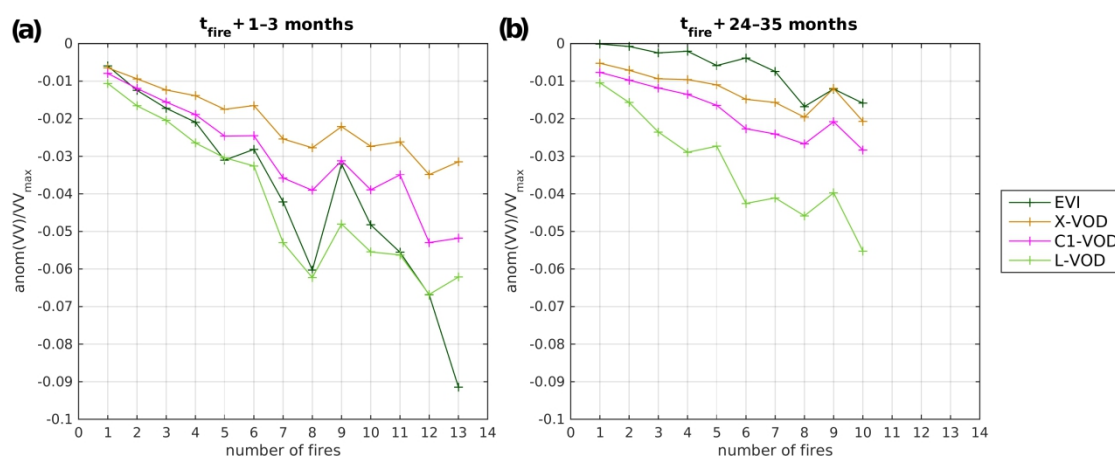 (a)
t_fire + 1–3 months
anom(VV)/VV_max
0
-0.01
-0.02
-0.03
-0.04
-0.05
-0.06
-0.07
-0.08
-0.09
-0.1
0 1 2 3 4 5 6 7 8 9 10 11 12 13 14
number of fires
(b)
t_fire + 24–35 months
anom(VV)/VV_max
0
-0.01
-0.02
-0.03
-0.04
-0.05
-0.06
-0.07
-0.08
-0.09
-0.1
0 1 2 3 4 5 6 7 8 9 10 11 12 13 14
number of fires
EVI
X-VOD
C1-VOD
L-VOD